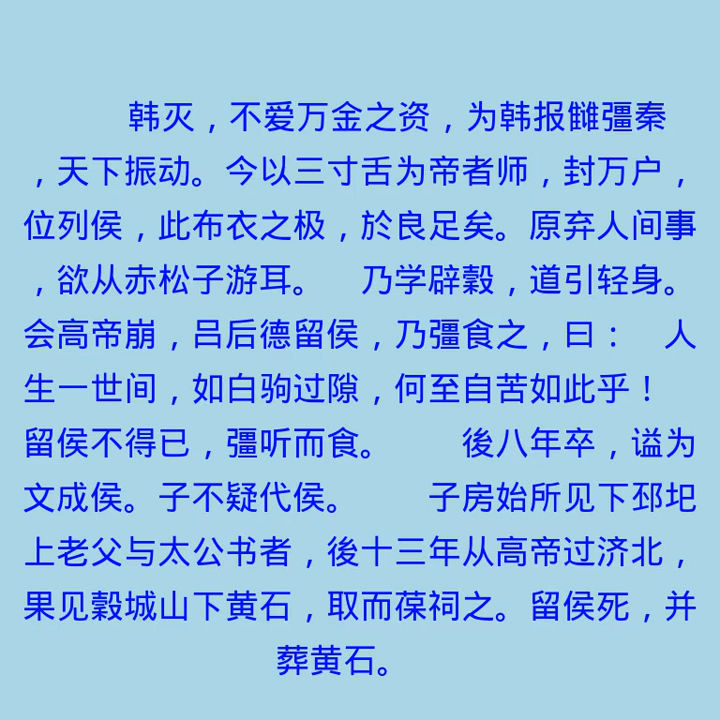 韩灭，不爱万金之资，为韩报雠彊秦
，天下振动。今以三寸舌为帝者师，封万户，
位列侯，此布衣之极，於良足矣。原弃人间事
，欲从赤松子游耳。　乃学辟穀，道引轻身。
会高帝崩，吕后德留侯，乃彊食之，曰：　人
生一世间，如白驹过隙，何至自苦如此乎！
留侯不得已，彊听而食。　　後八年卒，谥为
文成侯。子不疑代侯。　　子房始所见下邳圯
上老父与太公书者，後十三年从高帝过济北，
果见穀城山下黄石，取而葆祠之。留侯死，并
葬黄石。